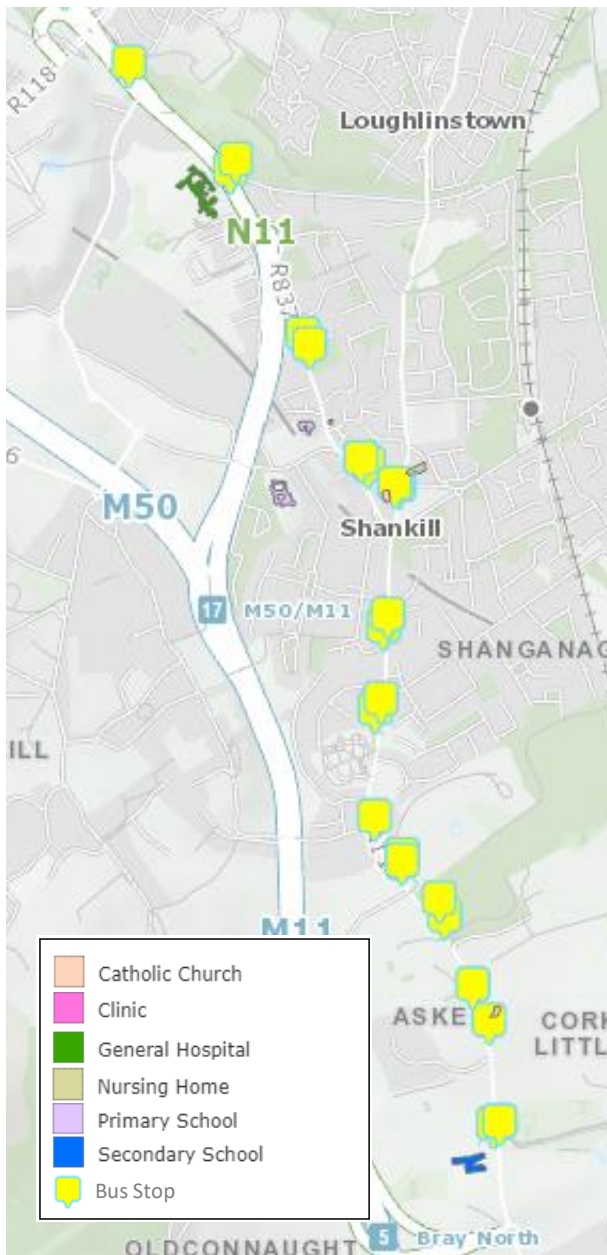 R118
Loughlinstown
N11
R837
6
M50
Shankill
17 M50/M11
SHANGANAG
ILL
M11
Catholic Church
Clinic
General Hospital
Nursing Home
Primary School
Secondary School
Bus Stop
ASKE
CORK
LITTL
5 Bray North
OLDCONNAUGHT